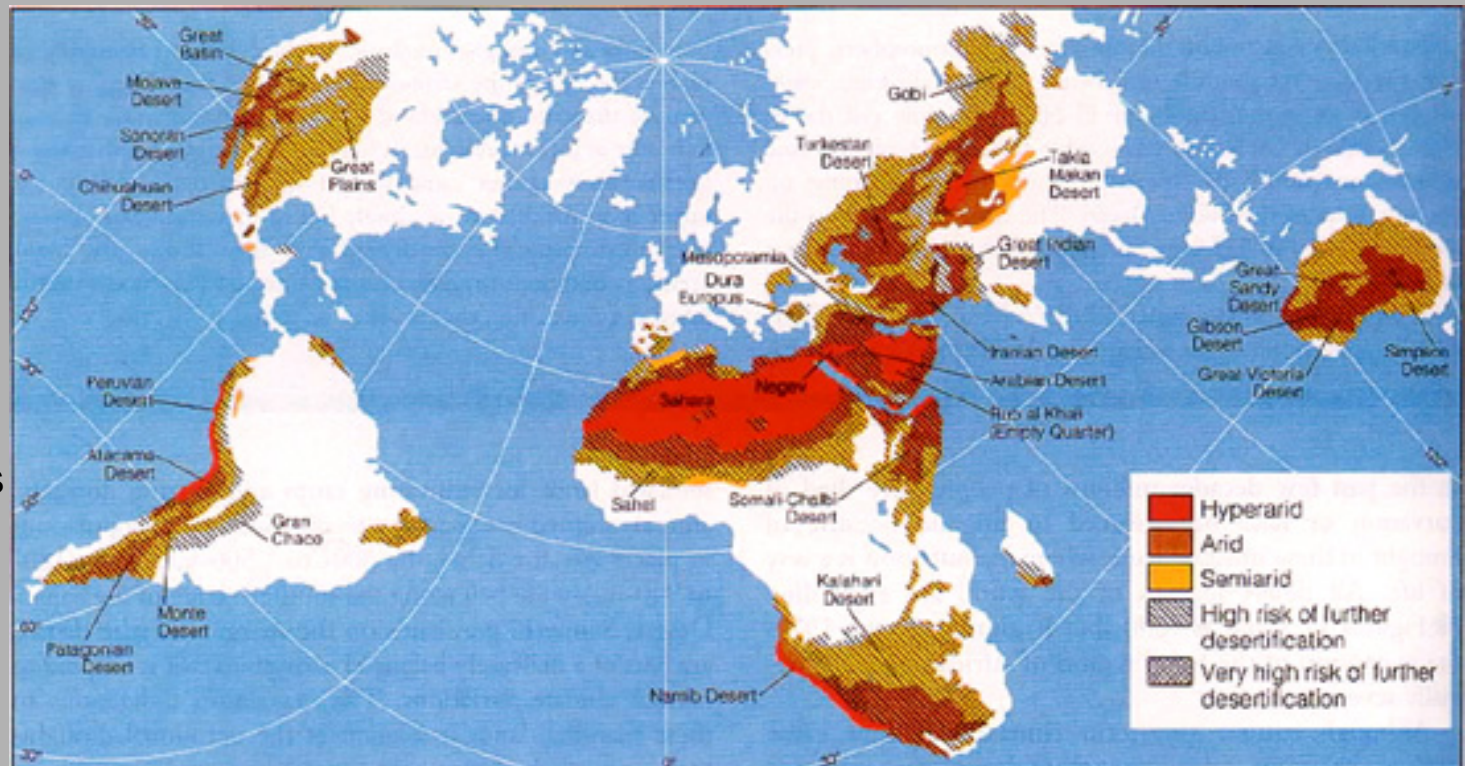 Great
Basin
Mojave
Desert
Sonoran
Desert
Chihuahuan
Desert
Great
Plains
Peruvian
Desert
Atacama
Desert
s
Gran
Chaco
Monte
Desert
Patagonian
Desert
Gobi
Turkestan
Desert
Takla
Makan
Desert
Great Indian
Desert
Mesopotamia
Dura
Europus
Iranian Desert
Negev
Arabian Desert
Sahara
Rub al Khali
(Empty Quarter)
Sahel
Somali-Chalbi
Desert
Kalahari
Desert
Namib Desert
Great
Sandy
Desert
Gibson
Desert
Great Victoria
Desert
Simpson
Desert
Hyperarid
Arid
Semiarid
High risk of further
desertification
Very high risk of further
desertification